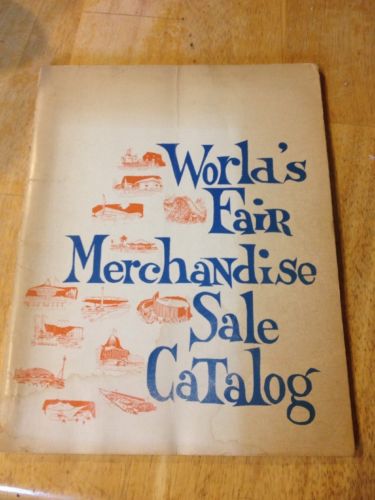 World's
Fair
Merchandise
Sale
Catalog